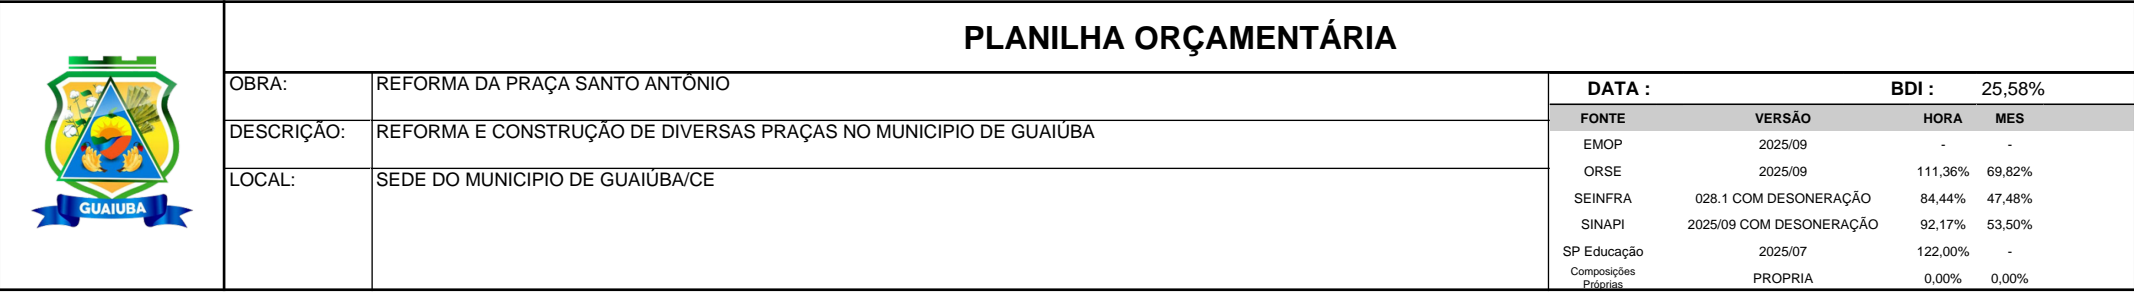 PLANILHA ORÇAMENTÁRIA
OBRA: REFORMA DA PRAÇA SANTO ANTÔNIO
DESCRIÇÃO: REFORMA E CONSTRUÇÃO DE DIVERSAS PRAÇAS NO MUNICIPIO DE GUAIÚBA
LOCAL: SEDE DO MUNICIPIO DE GUAIÚBA/CE
GUAIUBA
DATA : BDI : 25,58%
FONTE VERSÃO HORA MES
EMOP 2025/09 - -
ORSE 2025/09 111,36% 69,82%
SEINFRA 028.1 COM DESONERAÇÃO 84,44% 47,48%
SINAPI 2025/09 COM DESONERAÇÃO 92,17% 53,50%
SP Educação 2025/07 122,00% -
Composições Próprias PROPRIA 0,00% 0,00%